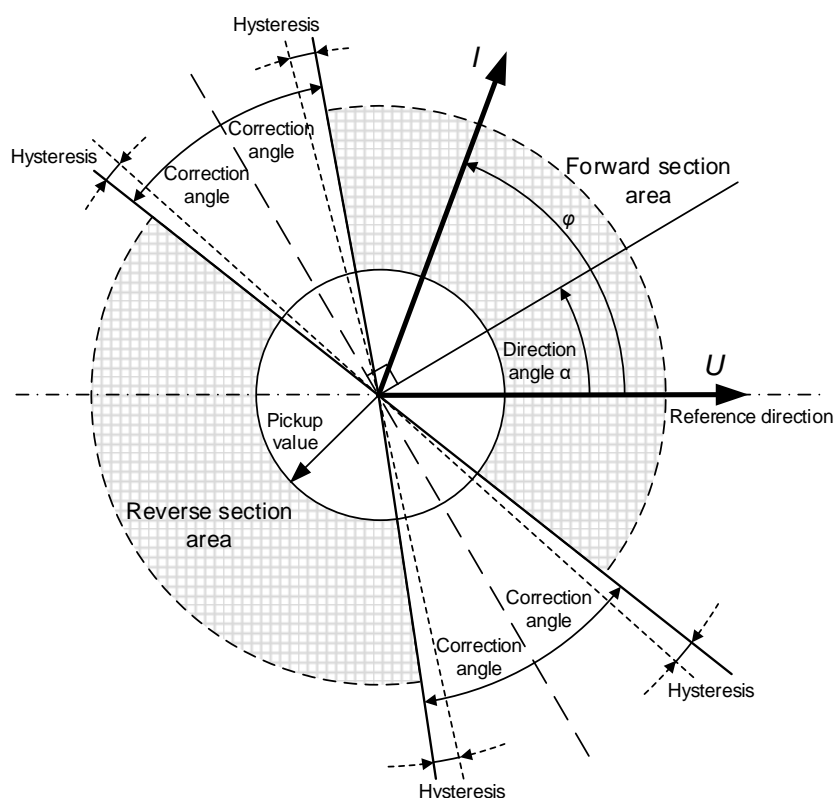 Hysteresis
I
Correction
angle
Hysteresis
Correction
angle
Forward section
area
φ
Direction
angle α
U
Reference direction
Pickup
value
Reverse section
area
Correction
angle
Correction
angle
Hysteresis
Hysteresis